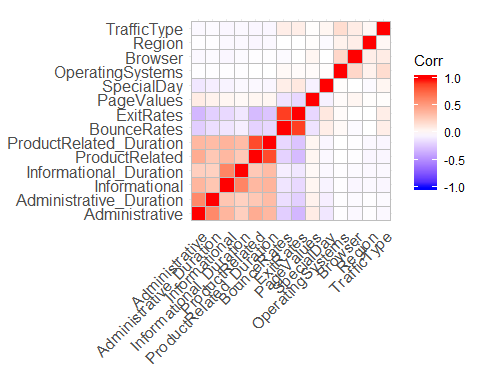 TrafficType
Region
Browser
OperatingSystems
SpecialDay
PageValues
ExitRates
BounceRates
ProductRelated_Duration
ProductRelated
Informational_Duration
Informational
Administrative_Duration
Administrative
Corr
1.0
0.5
0.0
-0.5
-1.0
Administrative
Administrative_Duration
Informational
Informational_Duration
ProductRelated
ProductRelated_Duration
BounceRates
ExitRates
PageValues
SpecialDay
OperatingSystems
Browser
Region
TrafficType